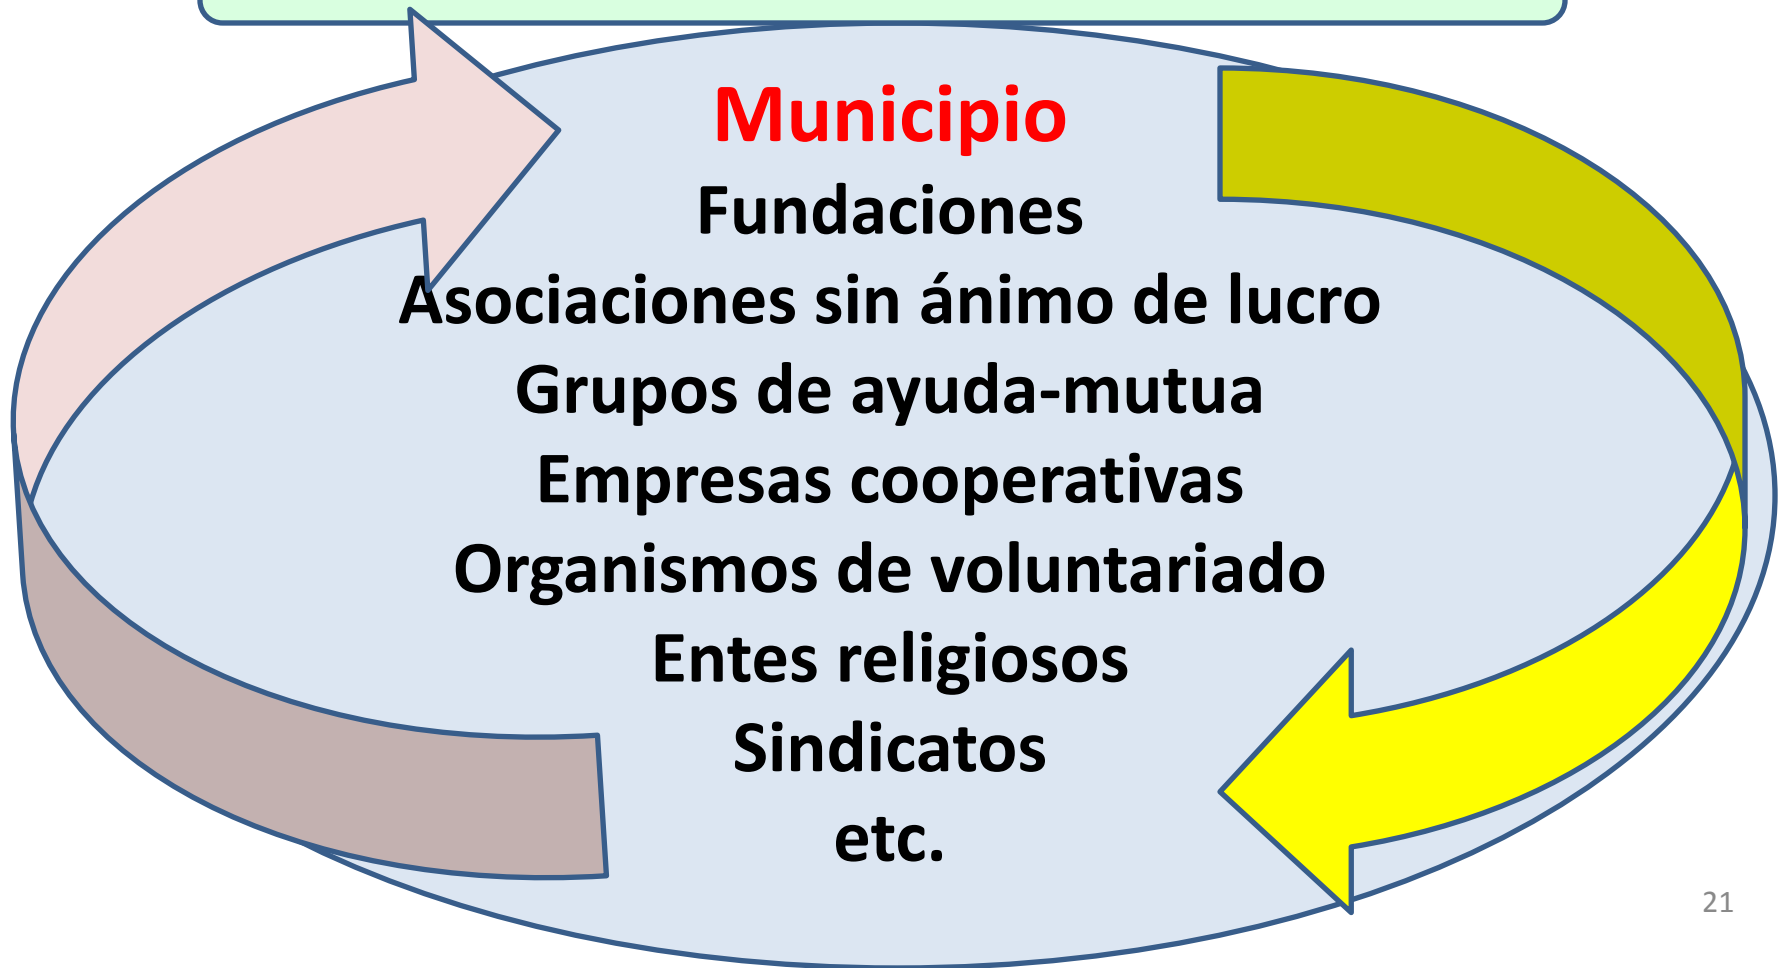 Municipio
Fundaciones
Asociaciones sin ánimo de lucro
Grupos de ayuda-mutua
Empresas cooperativas
Organismos de voluntariado
Entes religiosos
Sindicatos
etc.
21